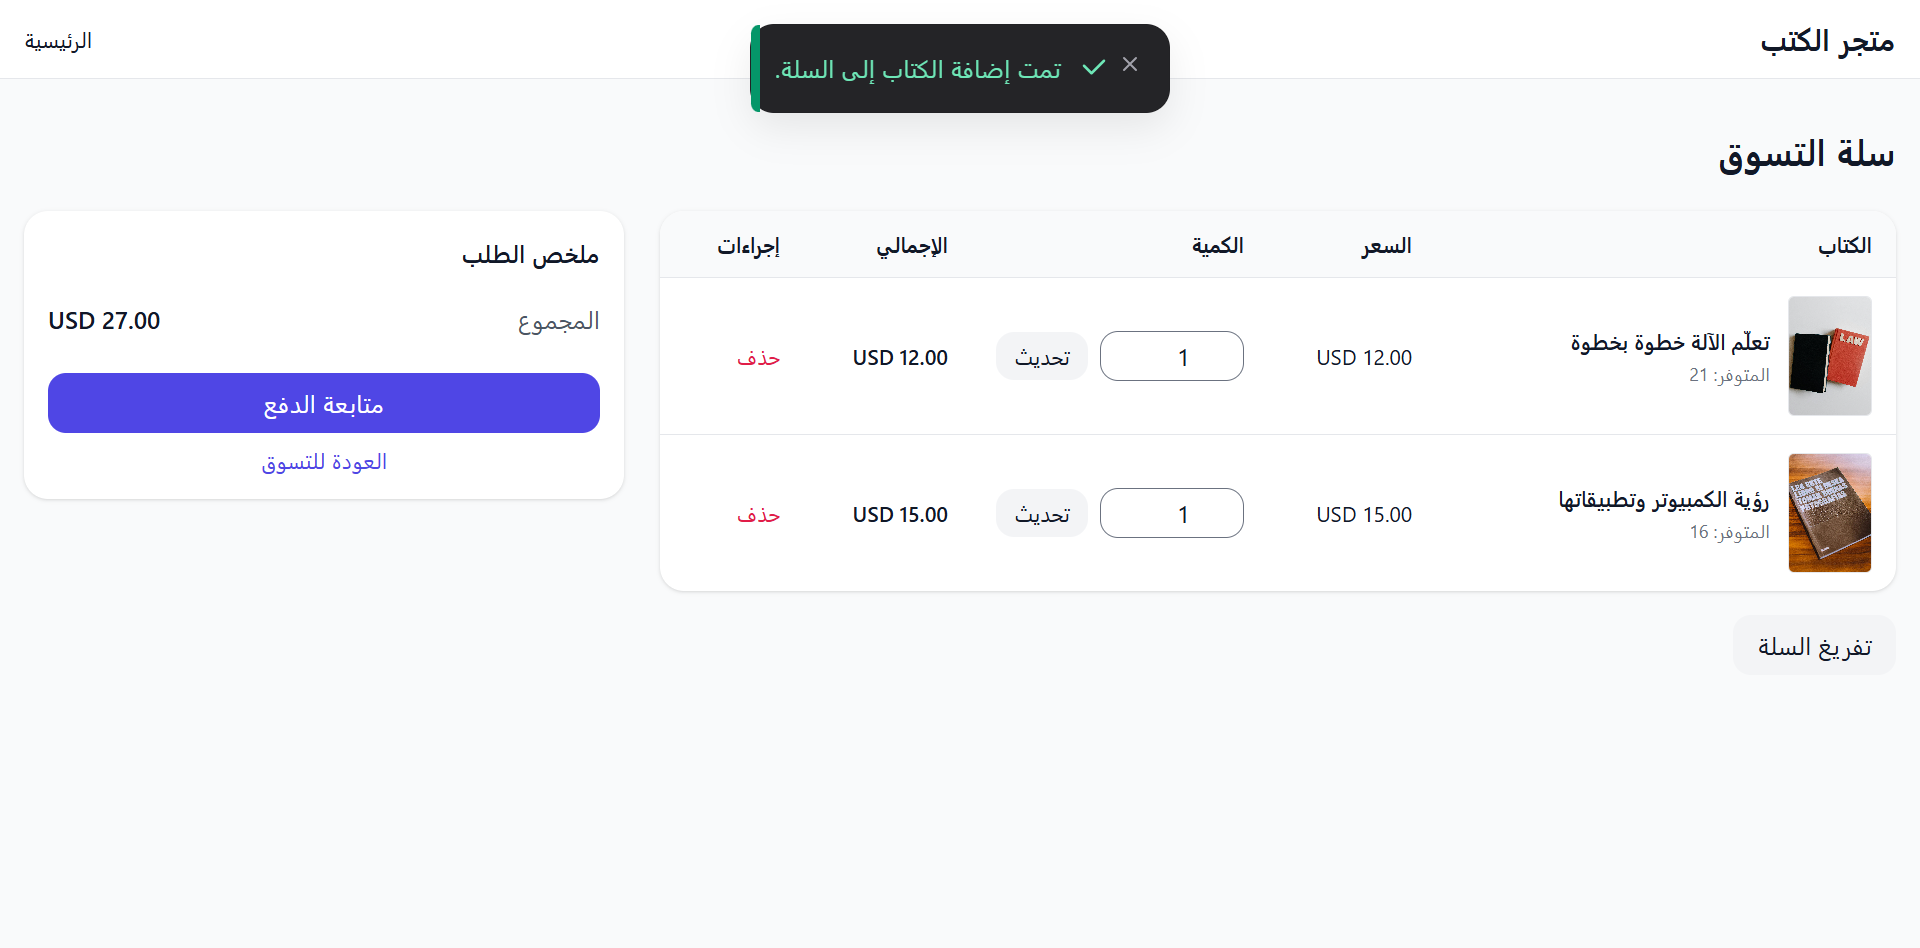 متجر الكتب
الرئيسية
تمت إضافة الكتاب إلى السلة.
سلة التسوق
الكتاب السعر الكمية الإجمالي إجراءات
LAW
تعلّم الآلة خطوة بخطوة
المتوفر: 21
USD 12.00
1
تحديث
USD 12.00
حذف
رؤية الكمبيوتر وتطبيقاتها
المتوفر: 16
USD 15.00
1
تحديث
USD 15.00
حذف
تفريغ السلة
ملخص الطلب
المجموع USD 27.00
متابعة الدفع
العودة للتسوق